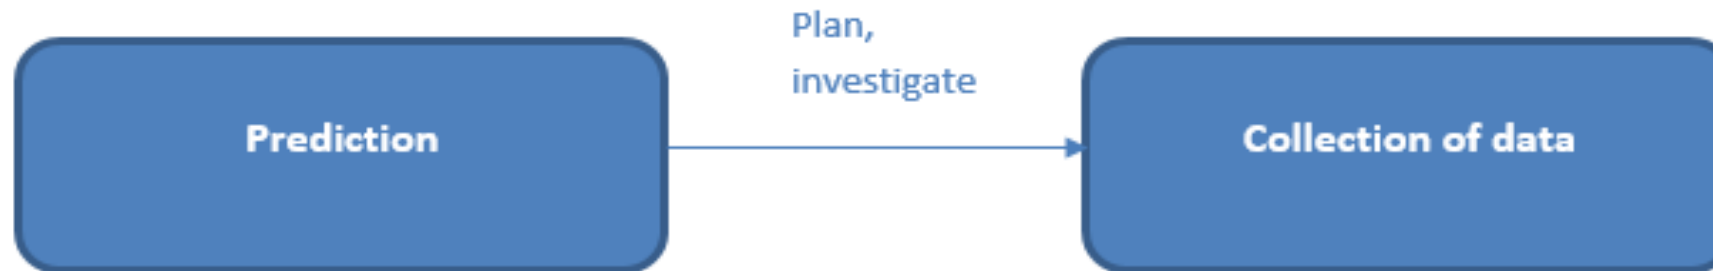 Plan,
investigate
Prediction
Collection of data